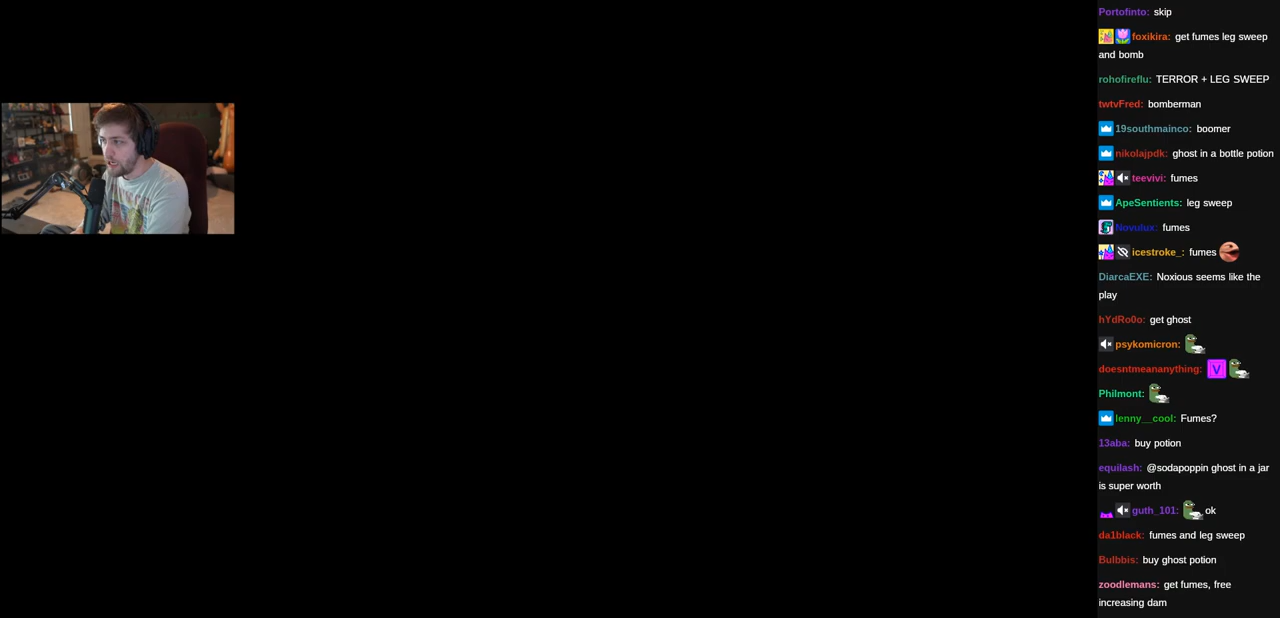 Portofinto: skip
foxikira: get fumes leg sweep
and bomb
rohofireflu: TERROR + LEG SWEEP
twtvFred: bomberman
19southmainco: boomer
nikolajpdk: ghost in a bottle potion
teevivi: fumes
ApeSentients: leg sweep
Novulux: fumes
icestroke_: fumes
DiarcaEXE: Noxious seems like the
play
hYdRo0o: get ghost
psykomicron:
doesntmeananything: V
Philmont:
lenny__cool: Fumes?
13aba: buy potion
equilash: @sodapoppin ghost in a jar
is super worth
guth_101: ok
da1black: fumes and leg sweep
Bulbbis: buy ghost potion
zoodlemans: get fumes, free
increasing dam